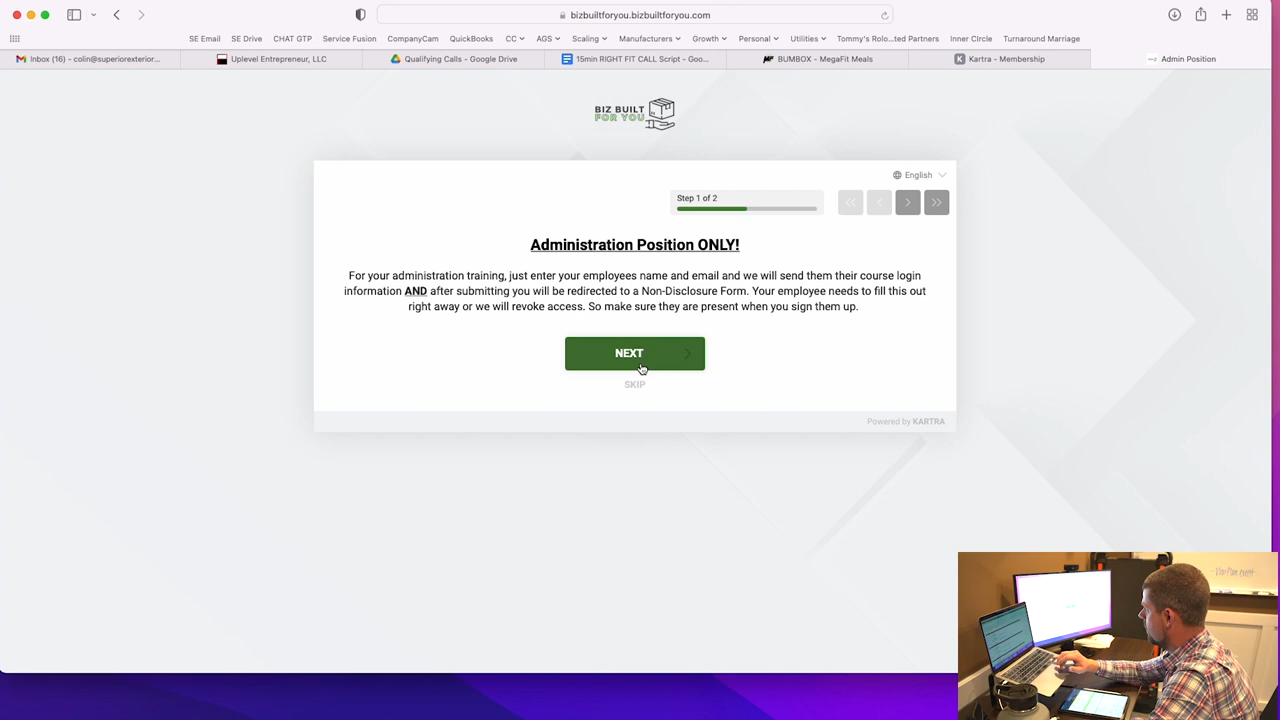 bizbuiltforyou.bizbuiltforyou.com
SE Email SE Drive CHAT GTP Service Fusion CompanyCam QuickBooks CC AGS Scaling Manufacturers Growth Personal Utilities Tommy's Rolo...ted Partners Inner CIrcle Turnaround Marriage
Inbox (16) - colin@superiorexterior... Uplevel Entrepreneur, LLC Qualifying Calls - Google Drive 15min RIGHT FIT CALL Script - Goo... BUMBOX - MegaFit Meals Kartra - Membership Admin Position
BIZ BUILT
FOR YOU
English
Step 1 of 2
Administration Position ONLY!
For your administration training, just enter your employees name and email and we will send them their course login
information AND after submitting you will be redirected to a Non-Disclosure Form. Your employee needs to fill this out
right away or we will revoke access. So make sure they are present when you sign them up.
NEXT
SKIP
Powered by KARTRA